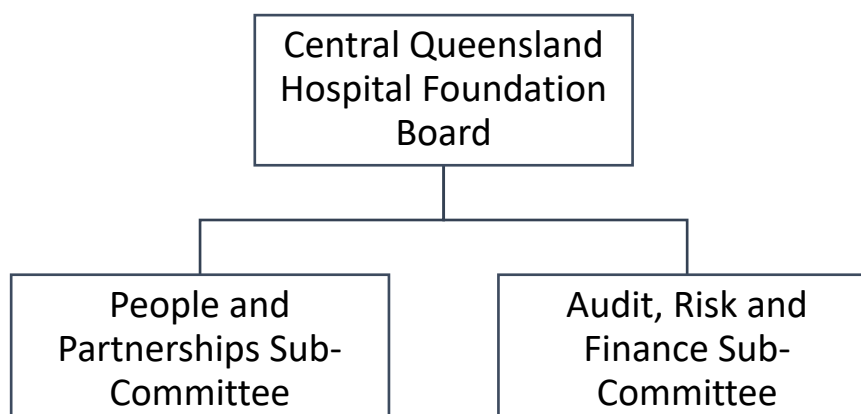 Central Queensland
Hospital Foundation
Board
People and
Partnerships Sub-
Committee
Audit, Risk and
Finance Sub-
Committee